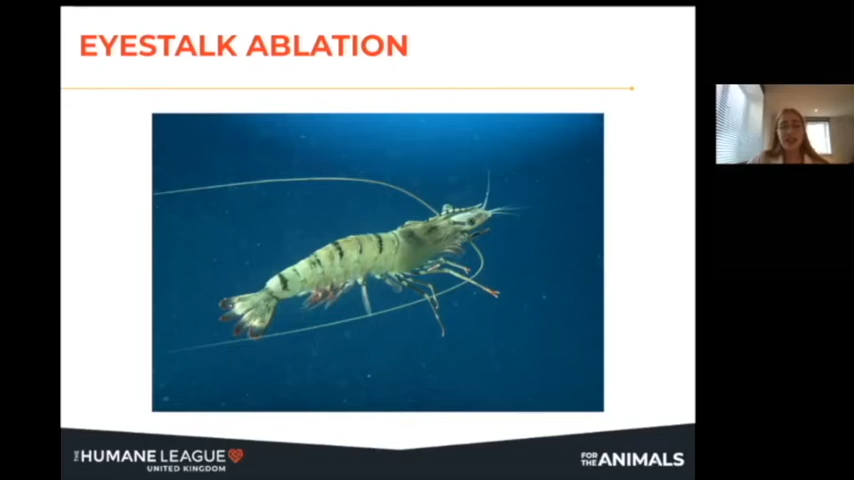 EYESTALK ABLATION
THE HUMANE LEAGUE
UNITED KINGDOM
FOR THE ANIMALS